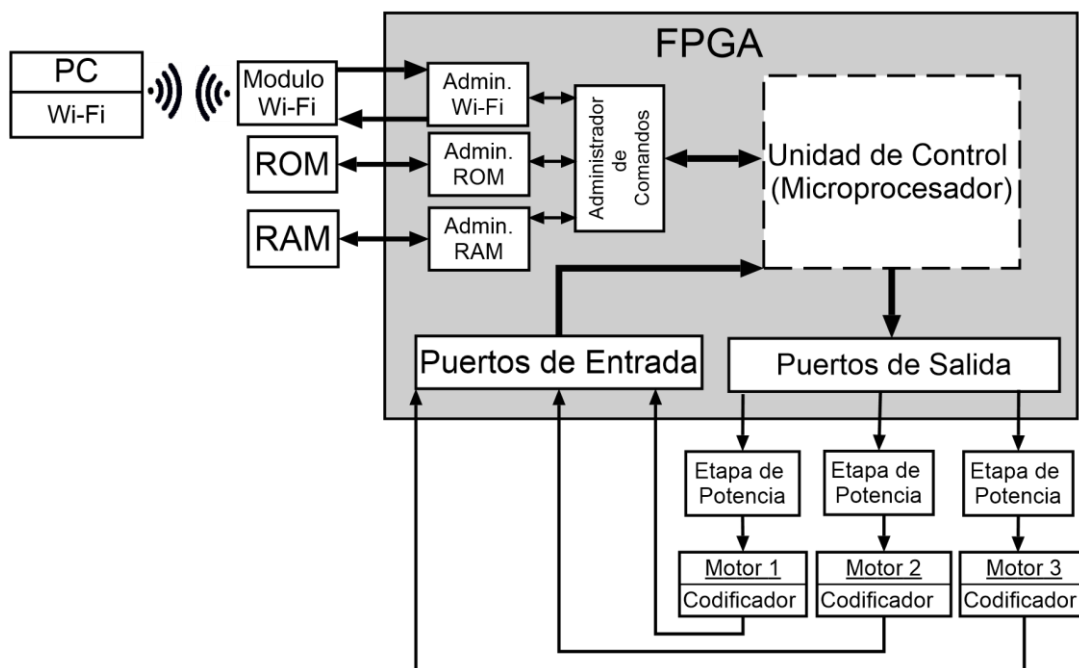 FPGA
PC
Wi-Fi
Modulo
Wi-Fi
Admin.
Wi-Fi
ROM
Admin.
ROM
RAM
Admin.
RAM
Administrador
de
Comandos
Unidad de Control
(Microprocesador)
Puertos de Entrada
Puertos de Salida
Etapa de
Potencia
Etapa de
Potencia
Etapa de
Potencia
Motor 1
Codificador
Motor 2
Codificador
Motor 3
Codificador